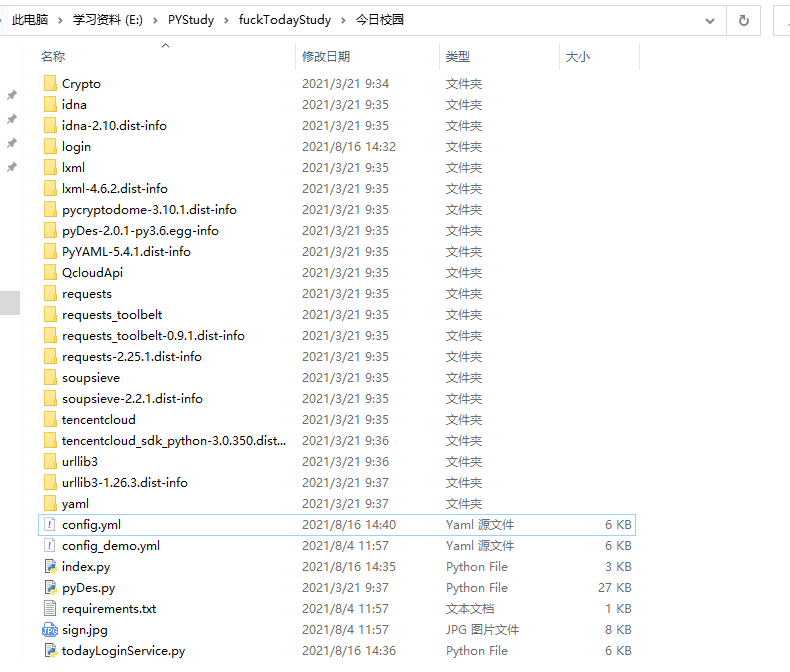 此电脑 > 学习资料 (E:) > PYStudy > fuckTodayStudy > 今日校园
名称 修改日期 类型 大小
Crypto 2021/3/21 9:34 文件夹
idna 2021/3/21 9:35 文件夹
idna-2.10.dist-info 2021/3/21 9:35 文件夹
login 2021/8/16 14:32 文件夹
lxml 2021/3/21 9:35 文件夹
lxml-4.6.2.dist-info 2021/3/21 9:35 文件夹
pycryptodome-3.10.1.dist-info 2021/3/21 9:35 文件夹
pyDes-2.0.1-py3.6.egg-info 2021/3/21 9:35 文件夹
PyYAML-5.4.1.dist-info 2021/3/21 9:35 文件夹
QcloudApi 2021/3/21 9:35 文件夹
requests 2021/3/21 9:35 文件夹
requests_toolbelt 2021/3/21 9:35 文件夹
requests_toolbelt-0.9.1.dist-info 2021/3/21 9:35 文件夹
requests-2.25.1.dist-info 2021/3/21 9:35 文件夹
soupsieve 2021/3/21 9:35 文件夹
soupsieve-2.2.1.dist-info 2021/3/21 9:35 文件夹
tencentcloud 2021/3/21 9:35 文件夹
tencentcloud_sdk_python-3.0.350.dist... 2021/3/21 9:36 文件夹
urllib3 2021/3/21 9:36 文件夹
urllib3-1.26.3.dist-info 2021/3/21 9:37 文件夹
yaml 2021/3/21 9:37 文件夹
config.yml 2021/8/16 14:40 Yaml 源文件 6 KB
config_demo.yml 2021/8/4 11:57 Yaml 源文件 6 KB
index.py 2021/8/16 14:35 Python File 3 KB
pyDes.py 2021/3/21 9:37 Python File 27 KB
requirements.txt 2021/8/4 11:57 文本文档 1 KB
sign.jpg 2021/8/4 11:57 JPG 图片文件 8 KB
todayLoginService.py 2021/8/16 14:36 Python File 6 KB